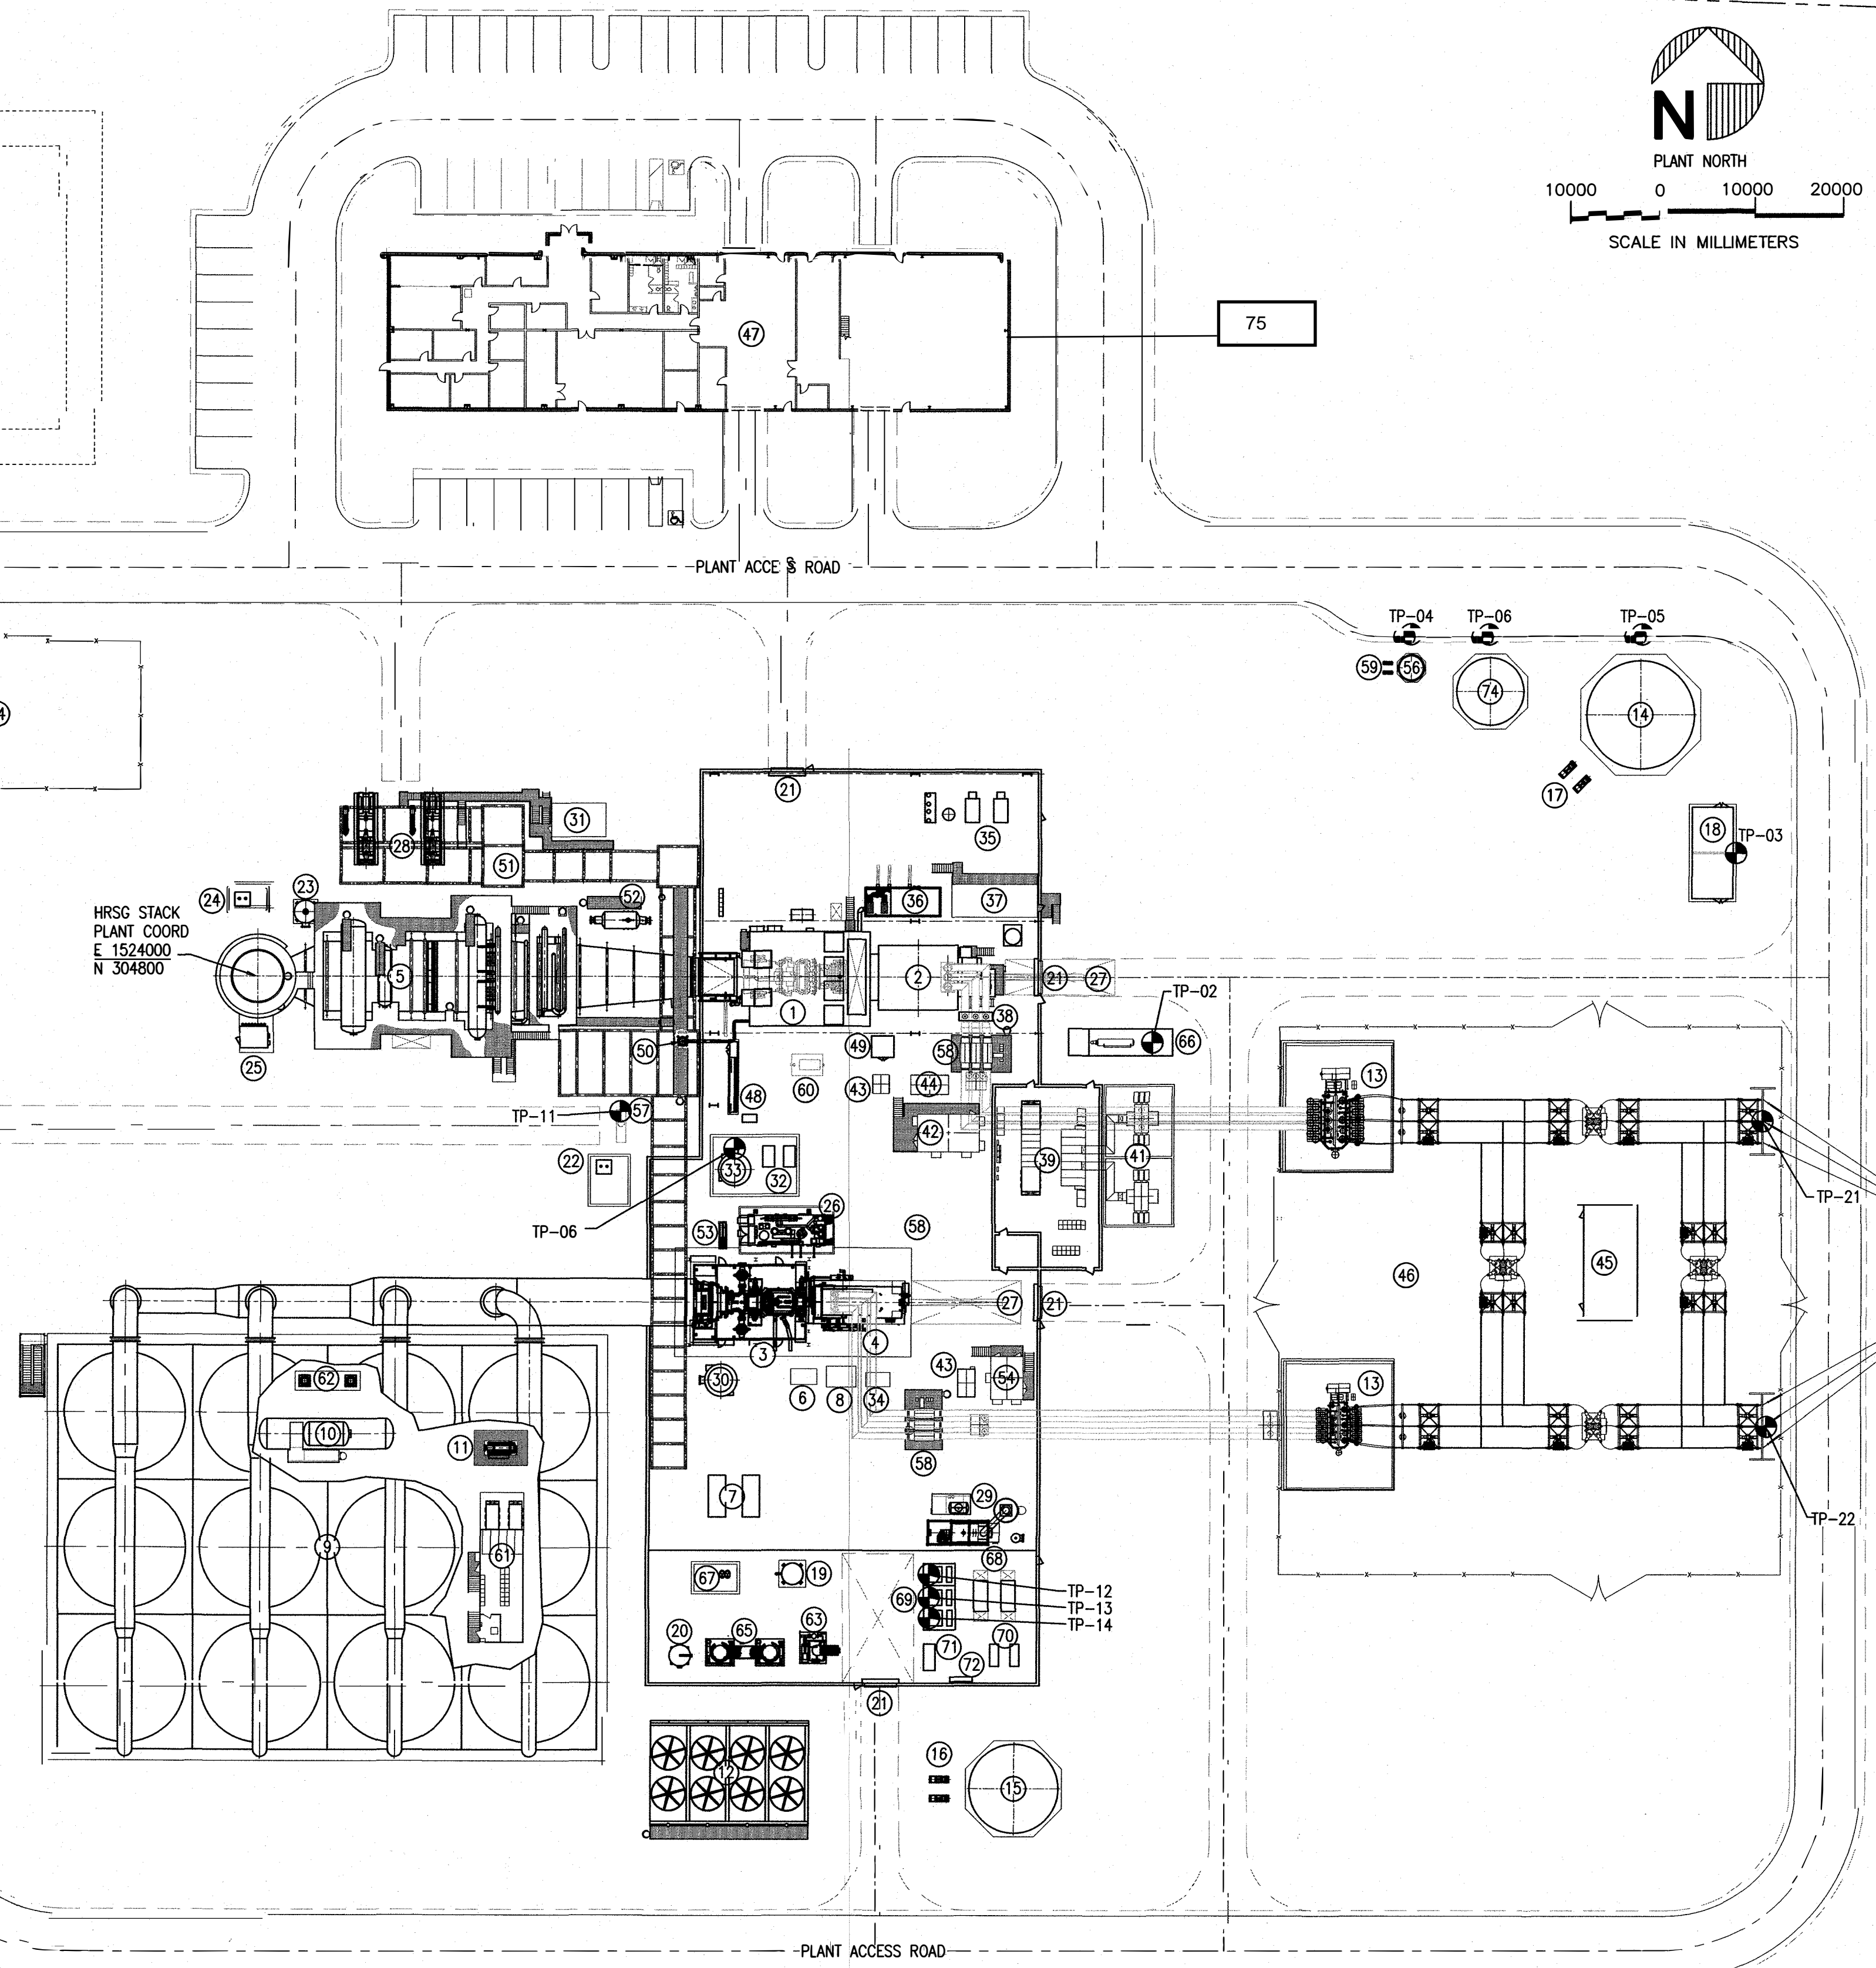 N
PLANT NORTH
10000 0 10000 20000
SCALE IN MILLIMETERS
75
47
PLANT ACCESS ROAD
TP-04 TP-06 TP-05
59 56 74 14
4
17
18 TP-03
21
35
31
28
51
24 23
52
36 37
HRSG STACK
PLANT COORD
E 1524000
N 304800
5
1 2 21 27
TP-02
38
66
25
50
49 58
60
43 44
48
13
TP-11 57
42
39 41
22
33 32
TP-06
26
53
58
TP-21
46 45
27 21
3 4
62
30 6 8 34 43 54
13
10
11
58
7
29
TP-22
9 61
68
67 19
TP-12
69 TP-13
TP-14
63
20 65
71 70
72
21
16
12
15
PLANT ACCESS ROAD